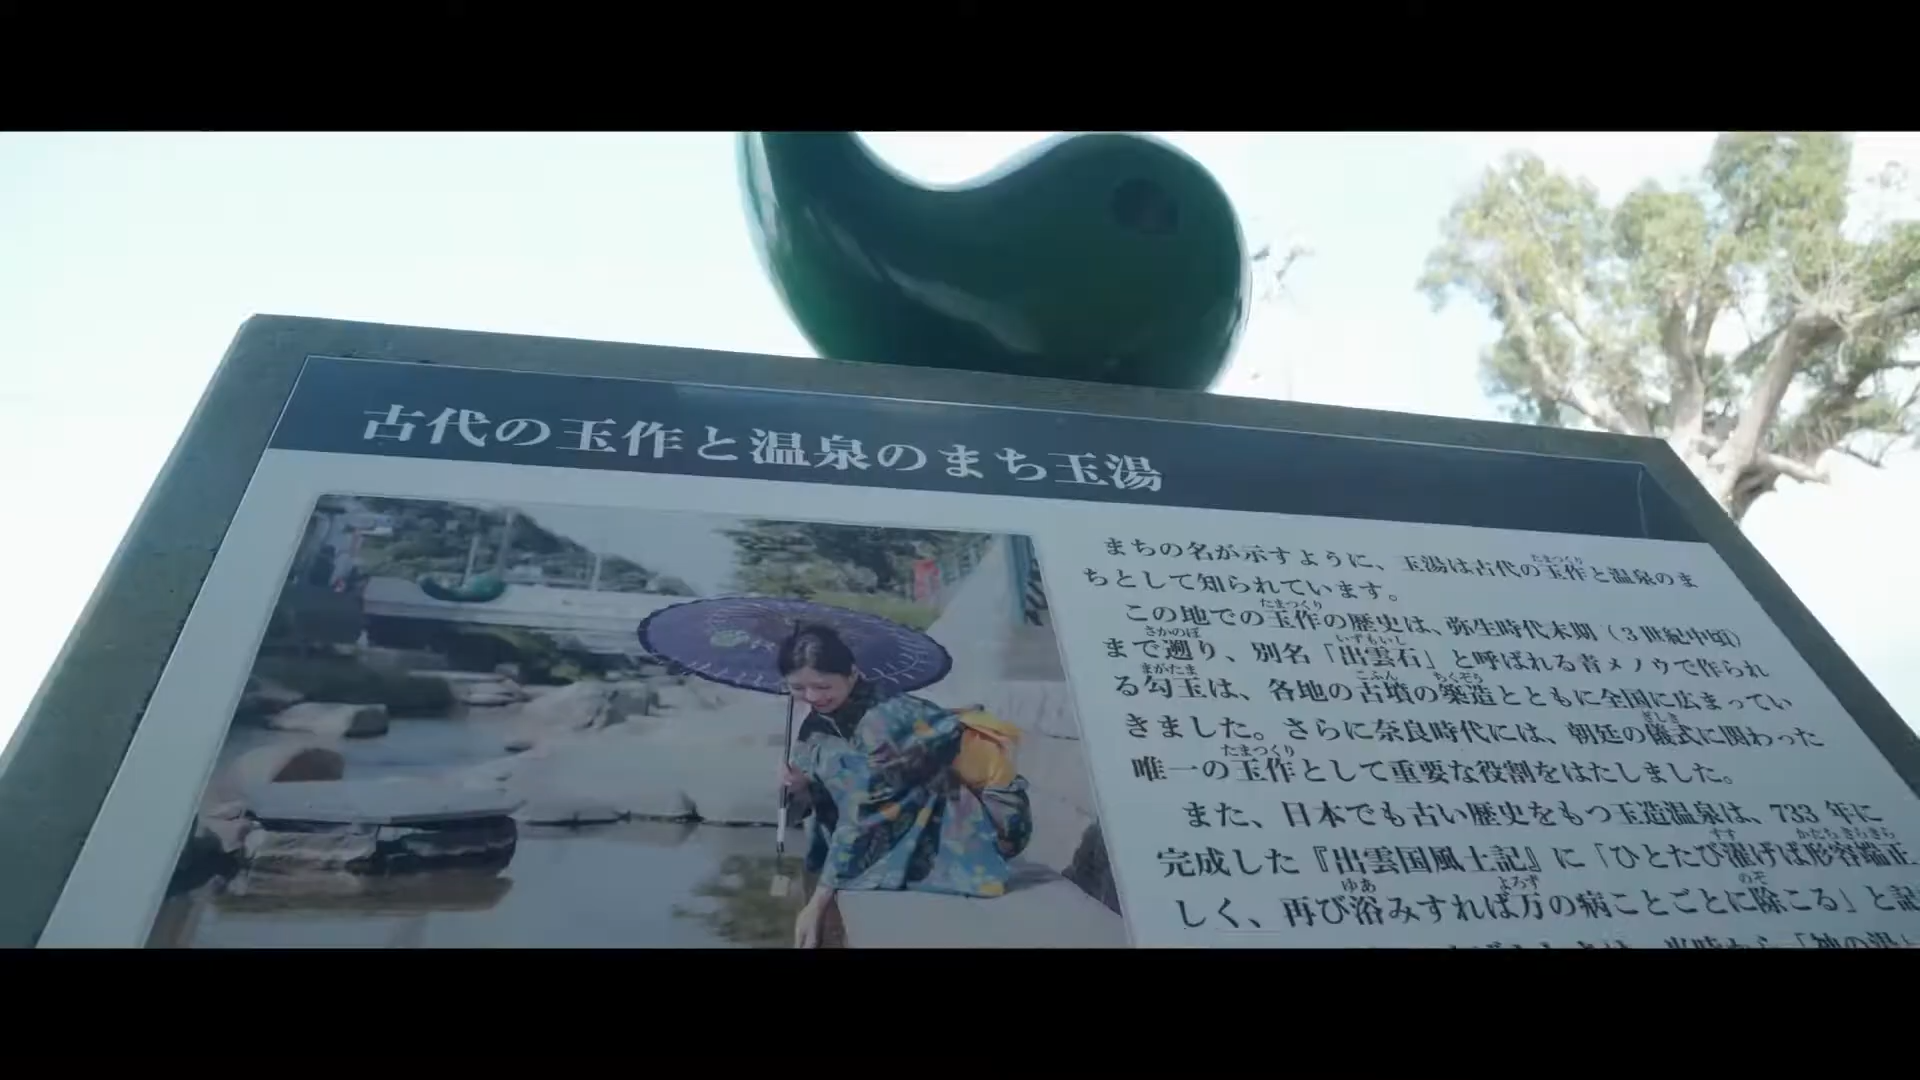 古代の玉作と温泉のまち玉湯
まちの名が示すように、玉湯は古代の玉作と温泉のま
ちとして知られています。
この地での玉作の歴史は、弥生時代末期（3世紀中頃）
まで遡り、別名「出雲石」と呼ばれる青メノウで作られ
る勾玉は、各地の古墳の築造とともに全国に広まってい
きました。さらに奈良時代には、朝廷の儀式に関わった
唯一の玉作として重要な役割をはたしました。
また、日本でも古い歴史をもつ玉造温泉は、733 年に
完成した『出雲国風土記』に「ひとたび濯げば形容端正
しく、再び浴みすれば万の病ことごとに除こる」と記